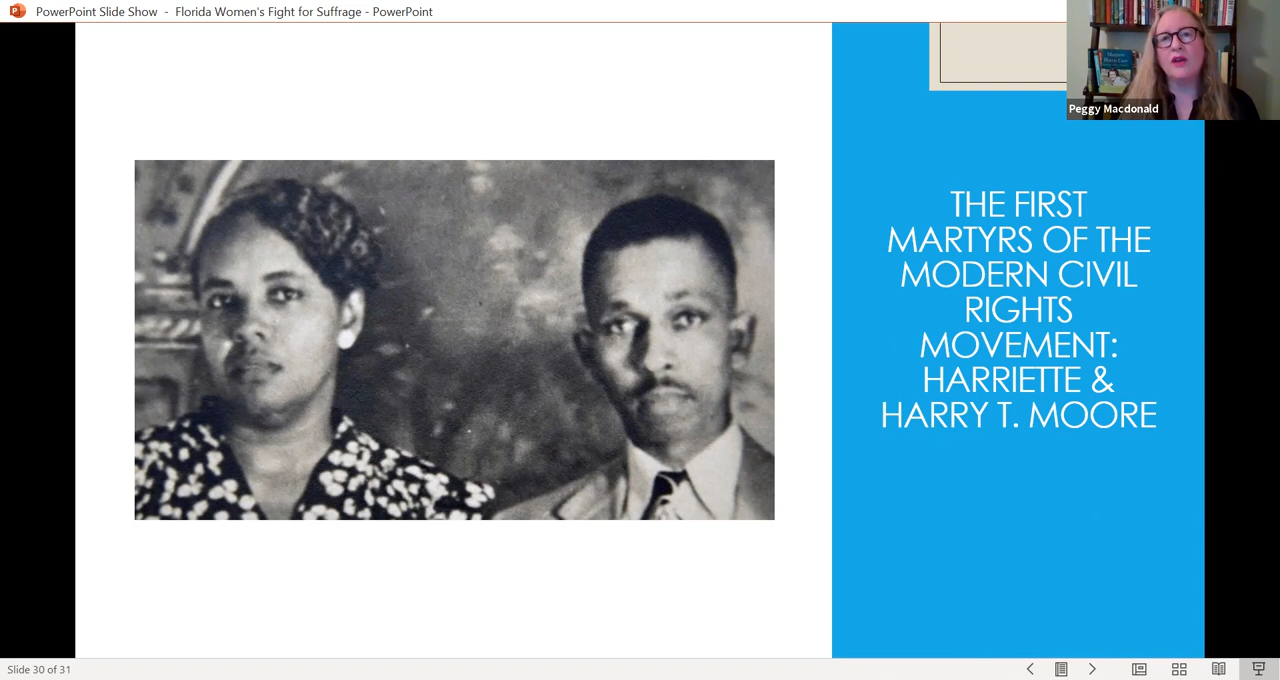 PowerPoint Slide Show - Florida Women's Fight for Suffrage - PowerPoint
Peggy Macdonald
THE FIRST
MARTYRS OF THE
MODERN CIVIL
RIGHTS
MOVEMENT:
HARRIETTE &
HARRY T. MOORE
Slide 30 of 31